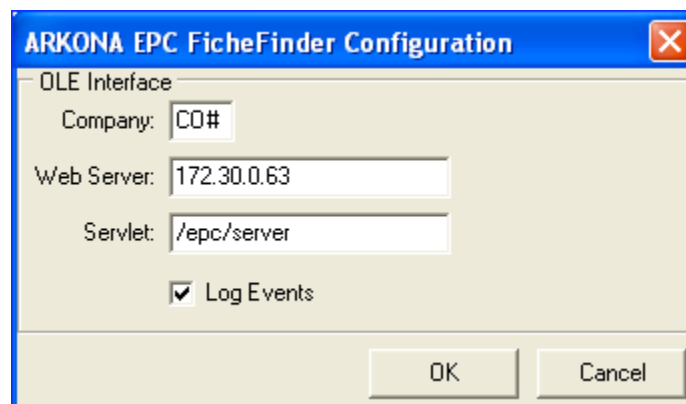 ARKONA EPC FicheFinder Configuration
OLE Interface
Company: CO#
Web Server: 172.30.0.63
Servlet: /epc/server
Log Events
OK Cancel